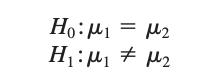 H₀: μ₁ = μ₂
H₁: μ₁ ≠ μ₂